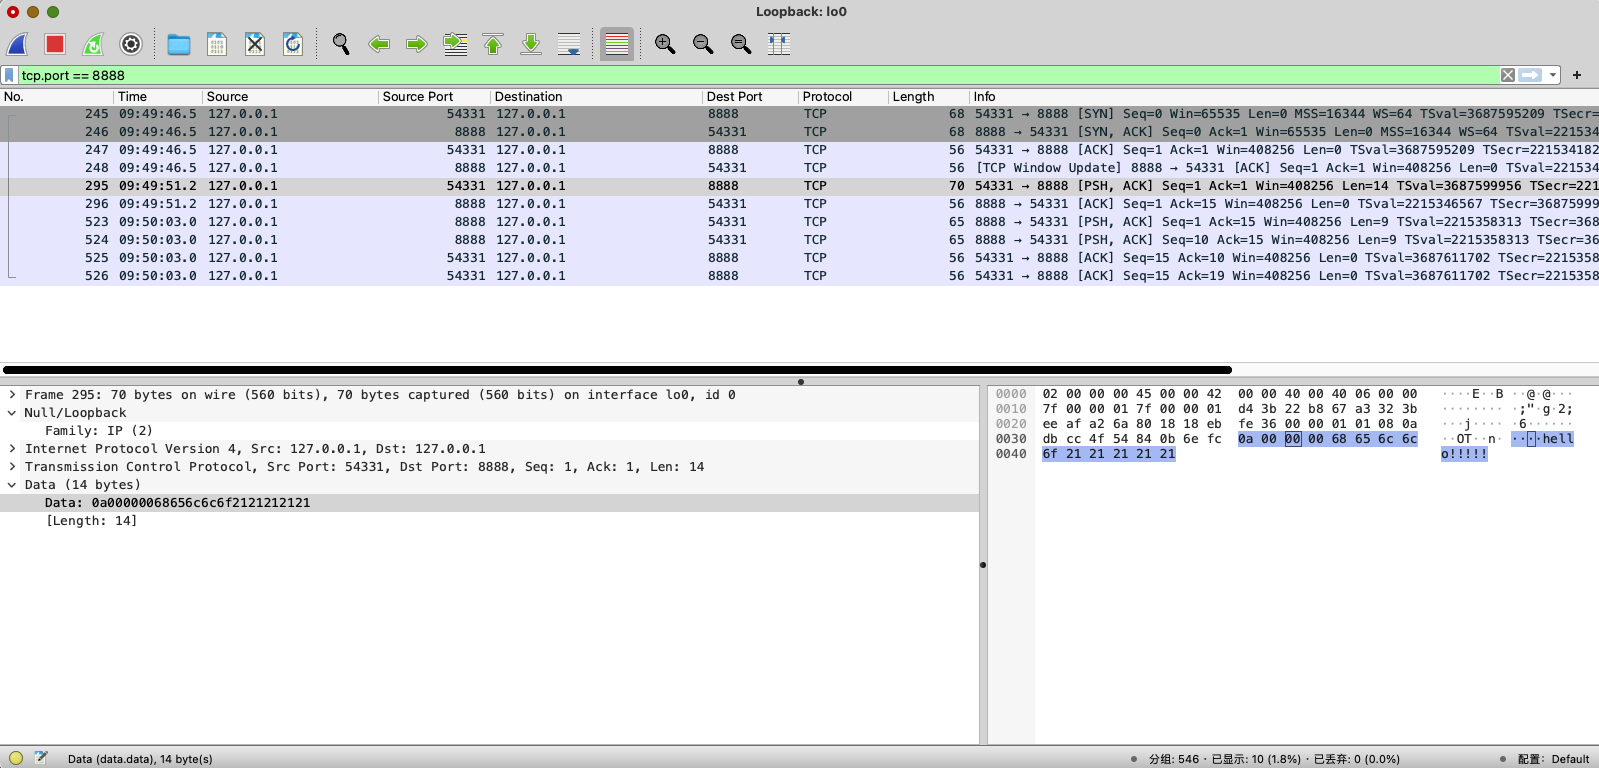 Loopback: lo0
tcp.port == 8888
No. Time Source Source Port Destination Dest Port Protocol Length Info
245 09:49:46.5 127.0.0.1 54331 127.0.0.1 8888 TCP 68 54331 → 8888 [SYN] Seq=0 Win=65535 Len=0 MSS=16344 WS=64 TSval=3687595209 TSec
246 09:49:46.5 127.0.0.1 8888 127.0.0.1 54331 TCP 68 8888 → 54331 [SYN, ACK] Seq=0 Ack=1 Win=65535 Len=0 MSS=16344 WS=64 TSval=221534
247 09:49:46.5 127.0.0.1 54331 127.0.0.1 8888 TCP 56 54331 → 8888 [ACK] Seq=1 Ack=1 Win=408256 Len=0 TSval=3687595209 TSecr=221534182
248 09:49:46.5 127.0.0.1 8888 127.0.0.1 54331 TCP 56 [TCP Window Update] 8888 → 54331 [ACK] Seq=1 Ack=1 Win=408256 Len=0 TSval=221534
295 09:49:51.2 127.0.0.1 54331 127.0.0.1 8888 TCP 70 54331 → 8888 [PSH, ACK] Seq=1 Ack=1 Win=408256 Len=14 TSval=3687599956 TSecr=221
296 09:49:51.2 127.0.0.1 8888 127.0.0.1 54331 TCP 56 8888 → 54331 [ACK] Seq=1 Ack=15 Win=408256 Len=0 TSval=2215346567 TSecr=36875999
523 09:50:03.0 127.0.0.1 8888 127.0.0.1 54331 TCP 65 8888 → 54331 [PSH, ACK] Seq=1 Ack=15 Win=408256 Len=9 TSval=2215358313 TSecr=368
524 09:50:03.0 127.0.0.1 8888 127.0.0.1 54331 TCP 65 8888 → 54331 [PSH, ACK] Seq=10 Ack=15 Win=408256 Len=9 TSval=2215358313 TSecr=36
525 09:50:03.0 127.0.0.1 54331 127.0.0.1 8888 TCP 56 54331 → 8888 [ACK] Seq=15 Ack=10 Win=408256 Len=0 TSval=3687611702 TSecr=2215358
526 09:50:03.0 127.0.0.1 54331 127.0.0.1 8888 TCP 56 54331 → 8888 [ACK] Seq=15 Ack=19 Win=408256 Len=0 TSval=3687611702 TSecr=2215358
Frame 295: 70 bytes on wire (560 bits), 70 bytes captured (560 bits) on interface lo0, id 0
Null/Loopback
Family: IP (2)
Internet Protocol Version 4, Src: 127.0.0.1, Dst: 127.0.0.1
Transmission Control Protocol, Src Port: 54331, Dst Port: 8888, Seq: 1, Ack: 1, Len: 14
Data (14 bytes)
Data: 0a00000068656c6c6f2121212121
[Length: 14]
0000 02 00 00 00 45 00 00 42 00 00 40 00 40 06 00 00 ····E··B ··@·@···
0010 7f 00 00 01 7f 00 00 01 d4 3b 22 b8 67 a3 32 3b ········ ·;"·g·2;
0020 ee af a2 6a 80 18 18 eb fe 36 00 00 01 01 08 0a ···j···· ·6······
0030 db cc 4f 54 84 0b 6e fc 0a 00 00 00 68 65 6c 6c ··OT··n· ····hell
0040 6f 21 21 21 21 21 o!!!!!
Data (data.data), 14 byte(s)
分组: 546 · 已显示: 10 (1.8%) · 已丢弃: 0 (0.0%)
配置: Default